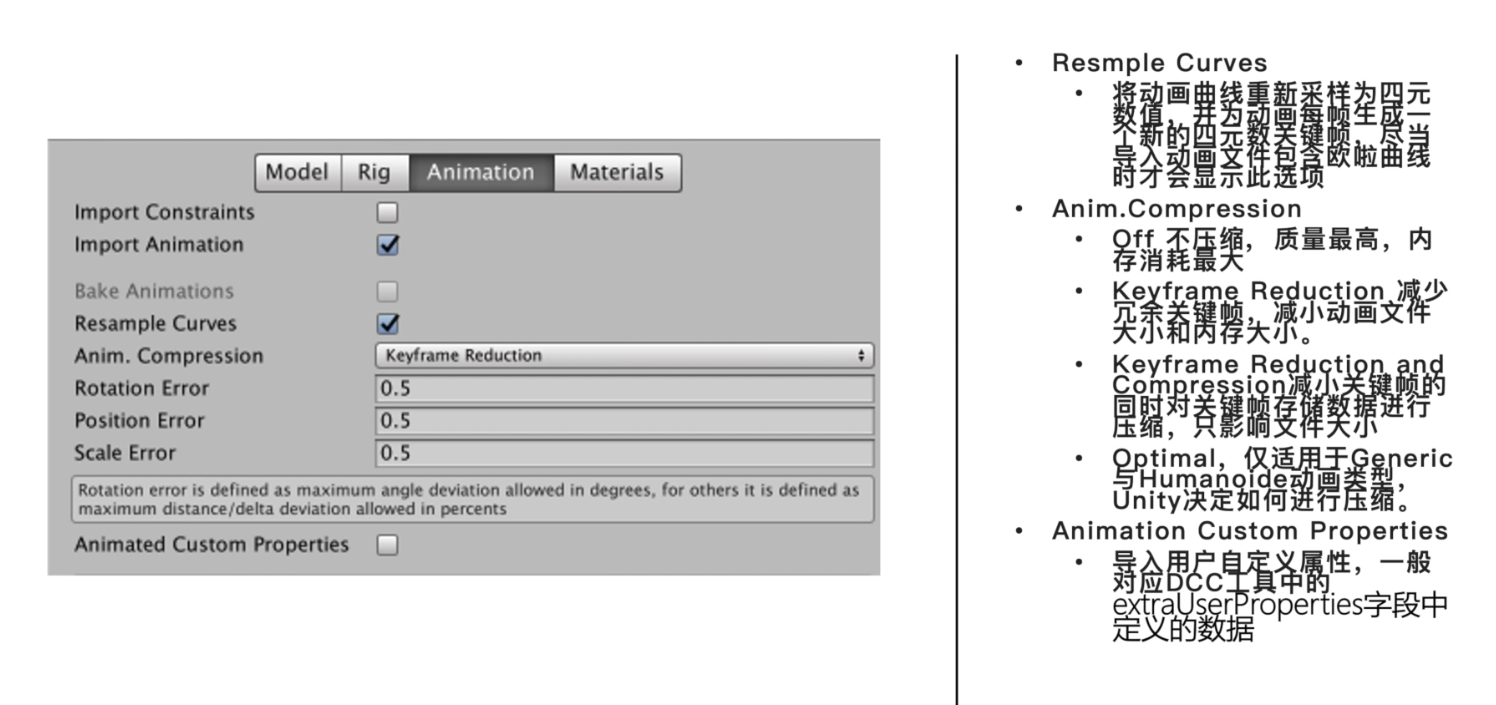 Model Rig Animation Materials
Import Constraints
Import Animation
Bake Animations
Resample Curves
Anim. Compression Keyframe Reduction
Rotation Error 0.5
Position Error 0.5
Scale Error 0.5
Rotation error is defined as maximum angle deviation allowed in degrees, for others it is defined as
maximum distance/delta deviation allowed in percents
Animated Custom Properties
• Resmple Curves
• 将动画曲线重新采样为四元
数值，并为动画每帧生成一
个新的四元数关键帧，尽当
导入动画文件包含欧啦曲线
时才会显示此选项
• Anim.Compression
• Off 不压缩，质量最高，内
存消耗最大
• Keyframe Reduction 减少
冗余关键帧，减小动画文件
大小和内存大小。
• Keyframe Reduction and
Compression减小关键帧的
同时对关键帧存储数据进行
压缩，只影响文件大小
• Optimal，仅适用于Generic
与Humanoide动画类型，
Unity决定如何进行压缩。
• Animation Custom Properties
• 导入用户自定义属性，一般
对应DCC工具中的
extraUserProperties字段中
定义的数据